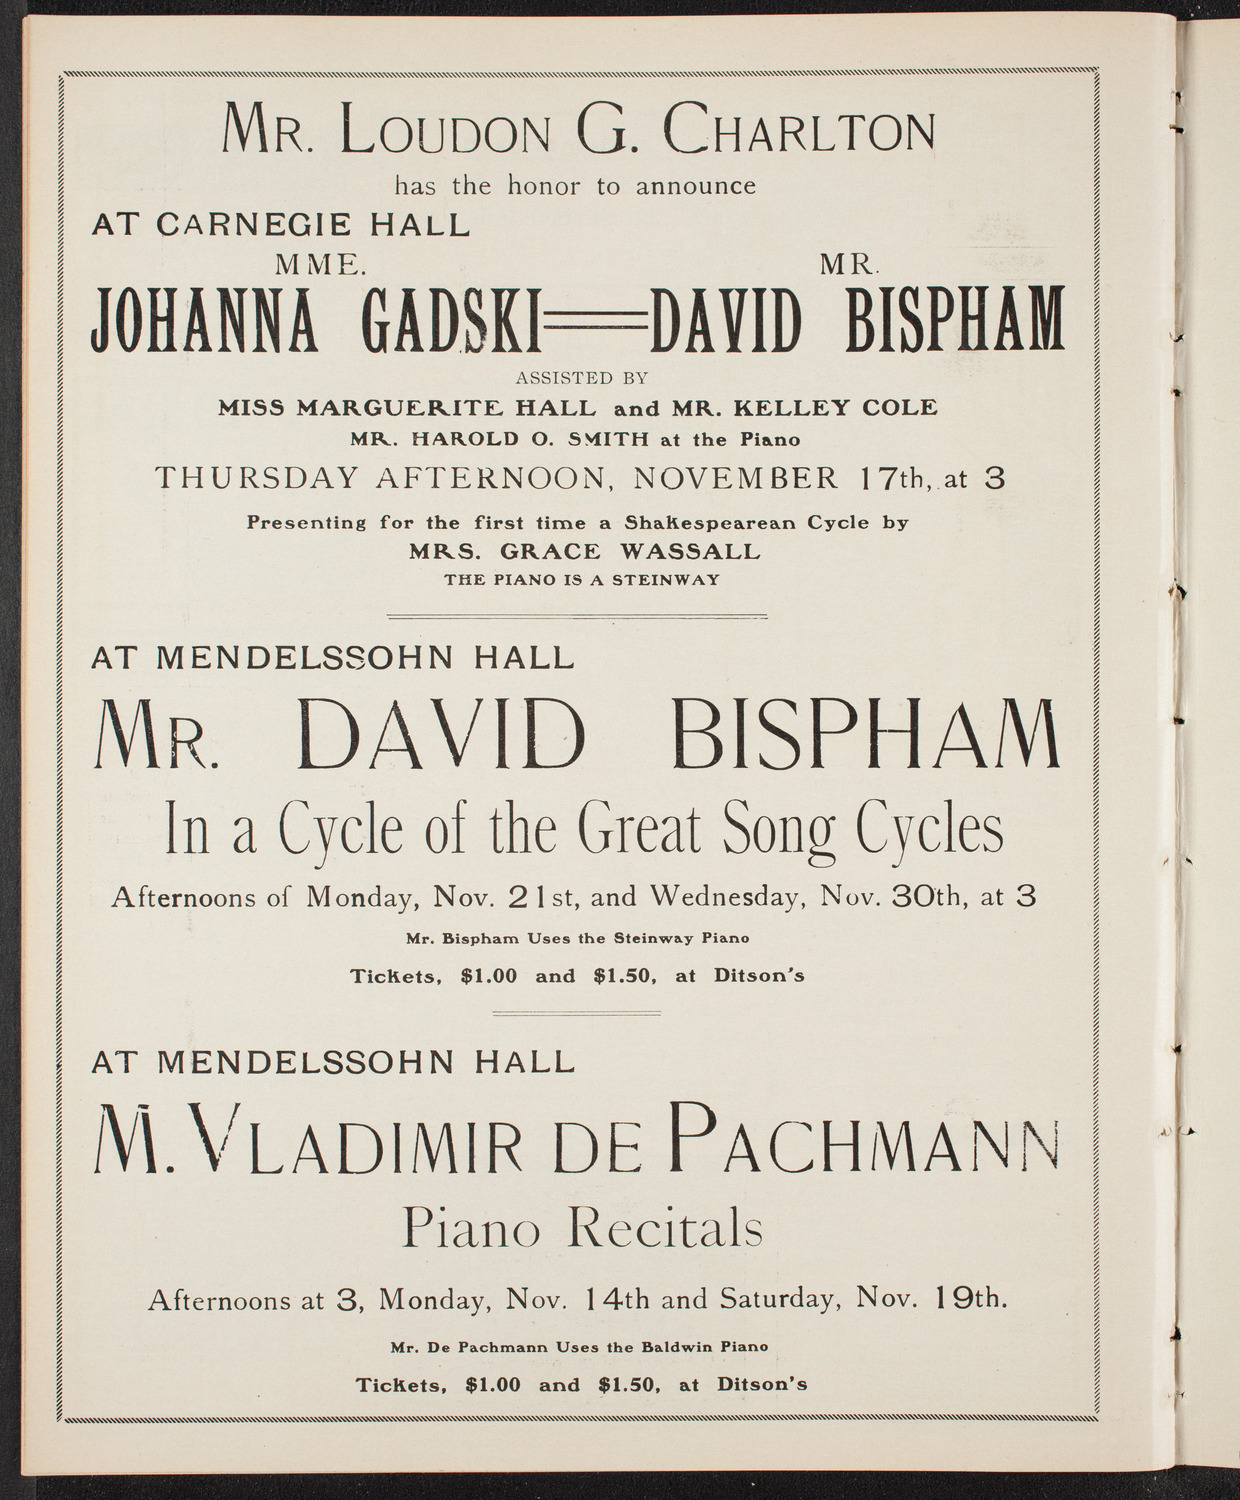 Mr. Loudon G. Charlton
has the honor to announce
AT CARNEGIE HALL
MME. MR.
JOHANNA GADSKI══DAVID BISPHAM
ASSISTED BY
MISS MARGUERITE HALL and MR. KELLEY COLE
MR. HAROLD O. SMITH at the Piano
THURSDAY AFTERNOON, NOVEMBER 17th, at 3
Presenting for the first time a Shakespearean Cycle by
MRS. GRACE WASSALL
THE PIANO IS A STEINWAY
AT MENDELSSOHN HALL
MR. DAVID BISPHAM
In a Cycle of the Great Song Cycles
Afternoons of Monday, Nov. 21st, and Wednesday, Nov. 30th, at 3
Mr. Bispham Uses the Steinway Piano
Tickets, $1.00 and $1.50, at Ditson's
AT MENDELSSOHN HALL
M. VLADIMIR DE PACHMANN
Piano Recitals
Afternoons at 3, Monday, Nov. 14th and Saturday, Nov. 19th.
Mr. De Pachmann Uses the Baldwin Piano
Tickets, $1.00 and $1.50, at Ditson's